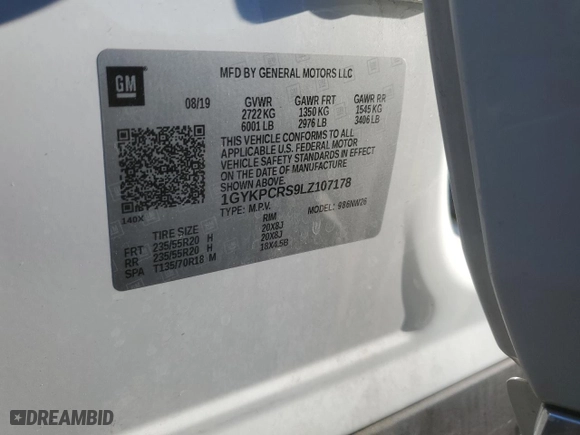 GM
MFD BY GENERAL MOTORS LLC
08/19 GVWR GAWR FRT GAWR RR
2722 KG 1350 KG 1545 KG
6001 LB 2976 LB 3406 LB
THIS VEHICLE CONFORMS TO ALL
APPLICABLE U.S. FEDERAL MOTOR
VEHICLE SAFETY STANDARDS IN EFFECT
ON THE DATE OF MANUFACTURE
SHOWN ABOVE.
1GYKPCRS9LZ107178
TYPE: M.P.V. MODEL: 986NW26
140X
TIRE SIZE RIM
FRT 235/55R20 H 20X8J
RR 235/55R20 H 20X8J
SPA T135/70R18 M 18X4.5B
DREAMBID